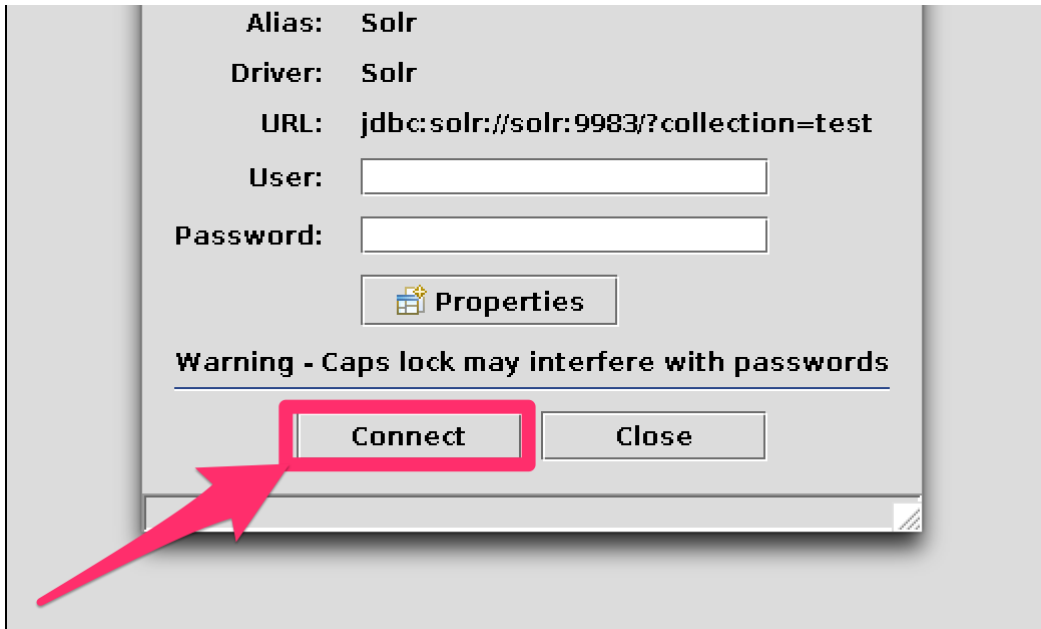 Alias: Solr
Driver: Solr
URL: jdbc:solr://solr:9983/?collection=test
User:
Password:
Properties
Warning - Caps lock may interfere with passwords
Connect Close